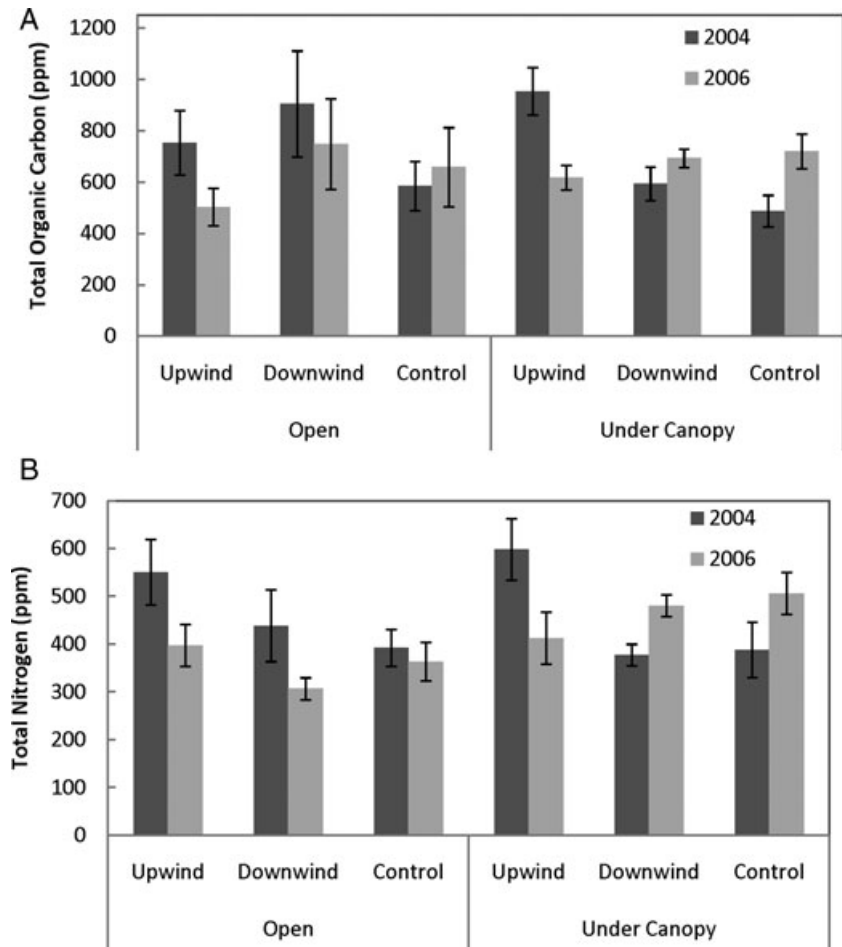 A
Total Organic Carbon (ppm)
1200
1000
800
600
400
200
0
2004
2006
Upwind Downwind Control Upwind Downwind Control
Open Under Canopy
B
Total Nitrogen (ppm)
700
600
500
400
300
200
100
0
2004
2006
Upwind Downwind Control Upwind Downwind Control
Open Under Canopy